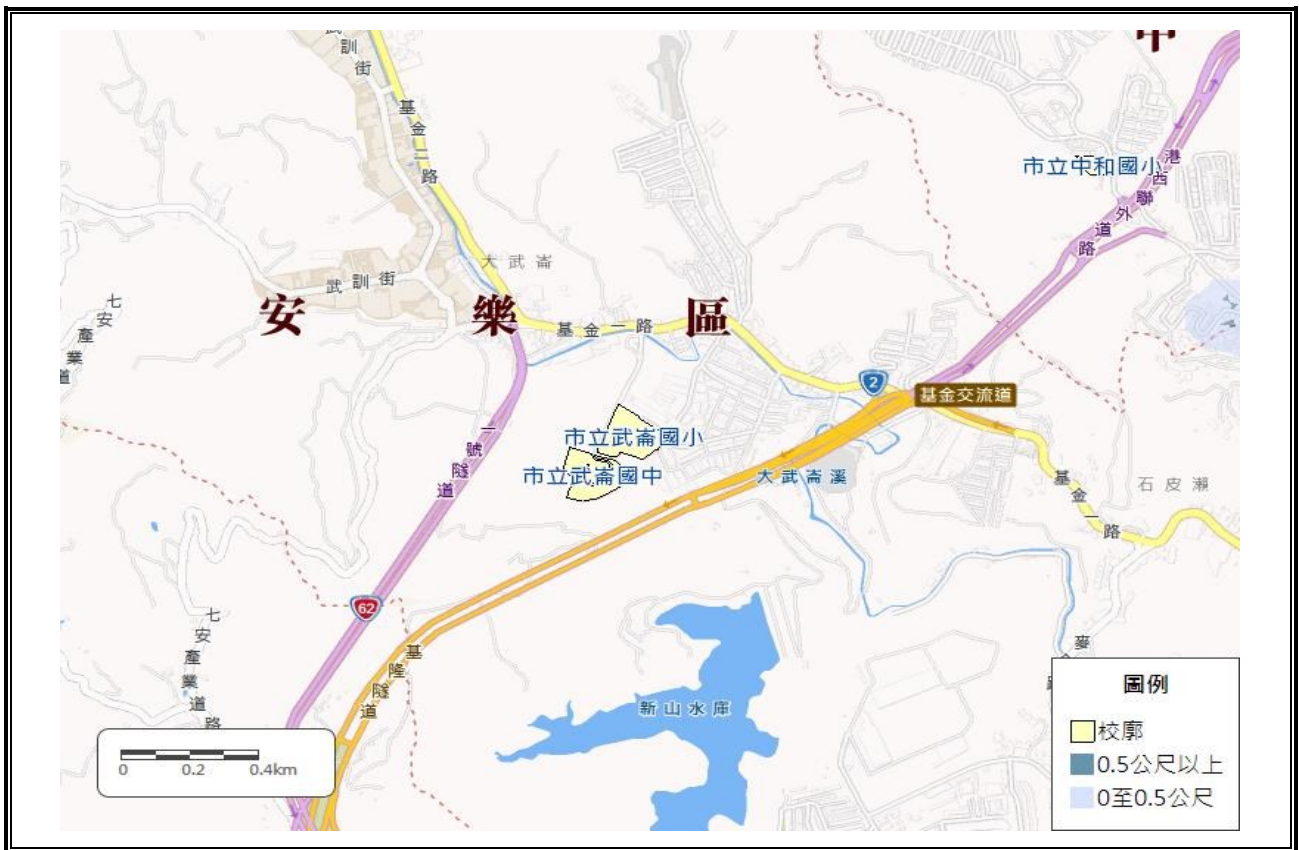 中
武訓街
基金二路
市立中和國小
港西聯外道路
大武崙
武訓街
安樂區
七安產業道
基金一路
2
基金交流道
市立武崙國小
一號隧道
市立武崙國中
大武崙溪
基金一路
石皮瀨
62
七安產業道路
基隆隧道
麥金路
新山水庫
0 0.2 0.4km
圖例
校廓
0.5公尺以上
0至0.5公尺